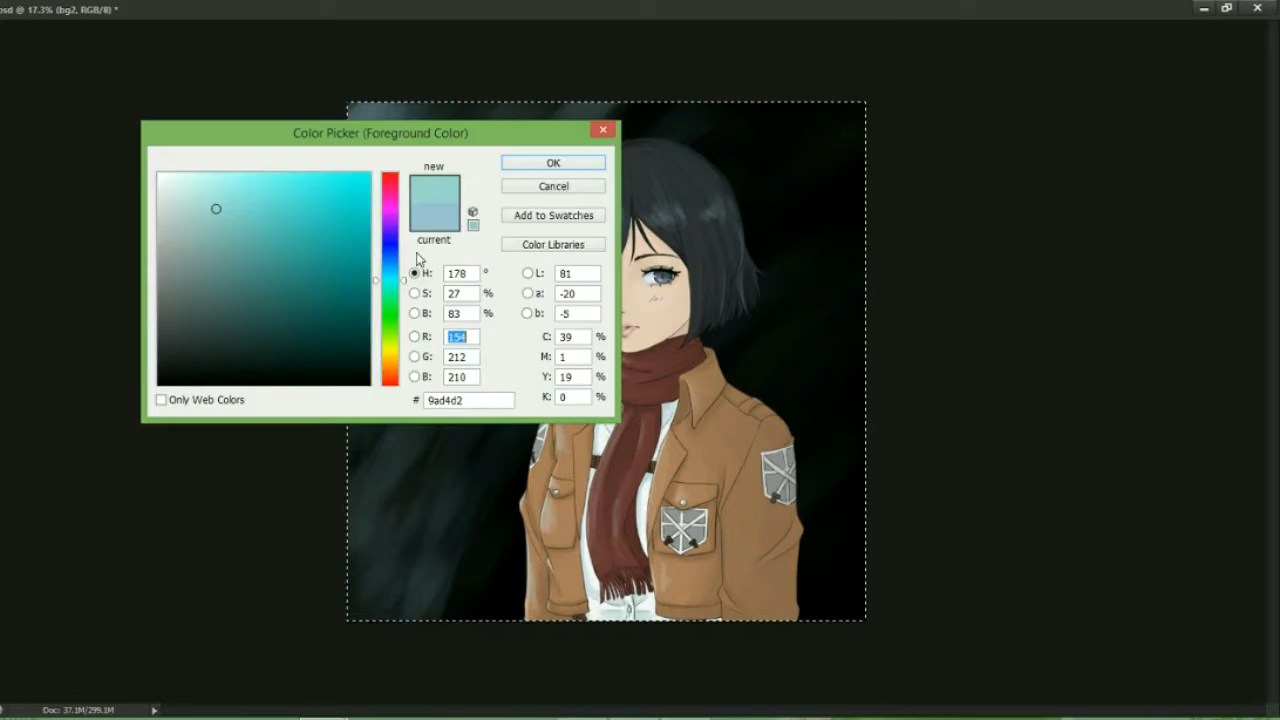 osd @ 17.3% (bg2, RGB/8) *
Color Picker (Foreground Color)
new
current
OK
Cancel
Add to Swatches
Color Libraries
H: 178 °
S: 27 %
B: 83 %
R: 154
G: 212
B: 210
# 9ad4d2
L: 81
a: -20
b: -5
C: 39 %
M: 1 %
Y: 19 %
K: 0 %
Only Web Colors
Doc: 37.1M/299.1M